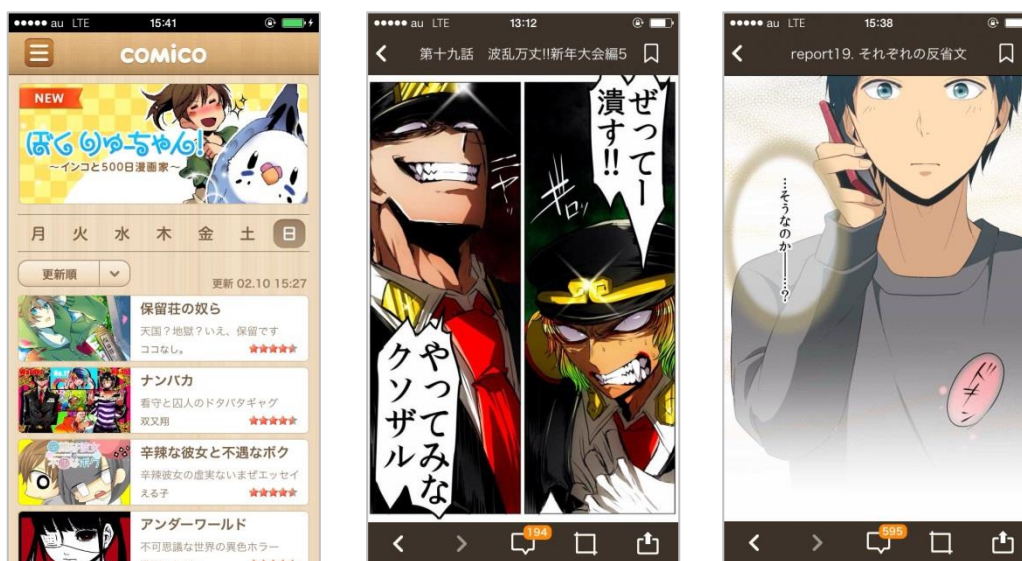 au LTE 15:41
comico
NEW
ぼくりゅーちゃん!
〜インコと500日漫画家〜
月 火 水 木 金 土 日
更新順
更新 02.10 15:27
保留荘の奴ら
天国?地獄?いえ、保留です
ココなし。
ナンバカ
看守と囚人のドタバタギャグ
双又翔
辛辣な彼女と不遇なボク
辛辣彼女の虚実ないまぜエッセイ
える子
アンダーワールド
不可思議な世界の異色ホラー
au LTE 13:12
第十九話 波乱万丈!!新年大会編5
ぜってー
潰す!!
やってみな
クソザル
194
au LTE 15:38
report19. それぞれの反省文
…そうなのか――…?
ドキン
595